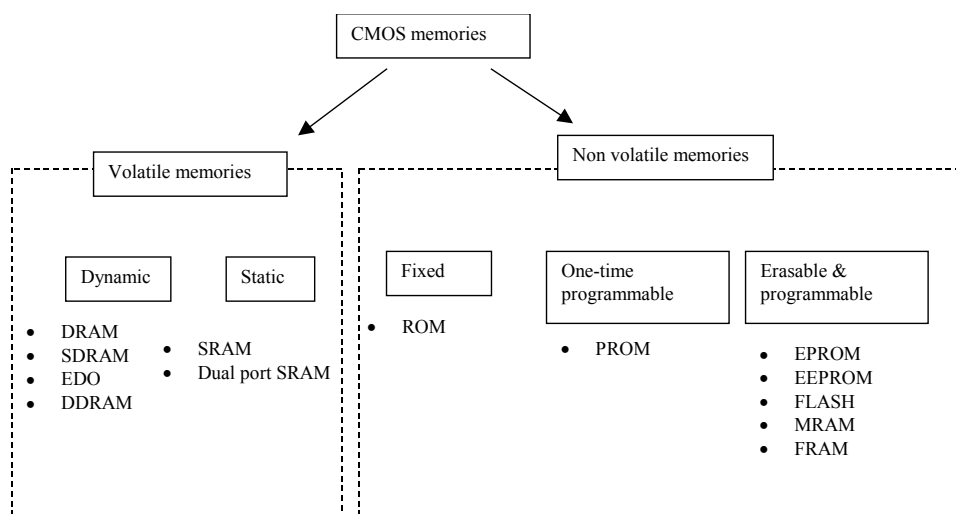 CMOS memories
Volatile memories
Non volatile memories
Dynamic
Static
Fixed
One-time
programmable
Erasable &
programmable
• DRAM
• SDRAM
• EDO
• DDRAM
• SRAM
• Dual port SRAM
• ROM
• PROM
• EPROM
• EEPROM
• FLASH
• MRAM
• FRAM